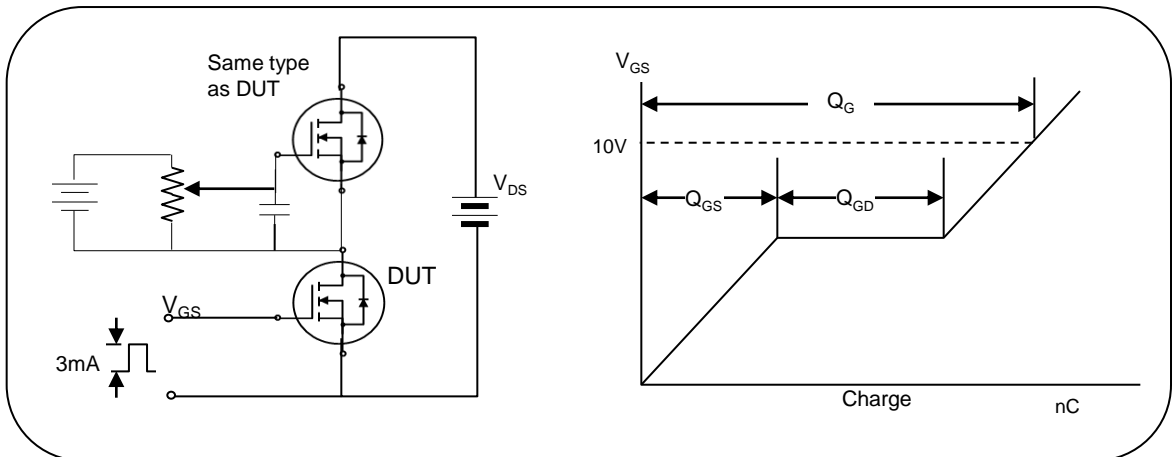 Same type
as DUT
V_DS
DUT
V_GS
3mA
V_GS
Q_G
10V
Q_GS
Q_GD
Charge
nC